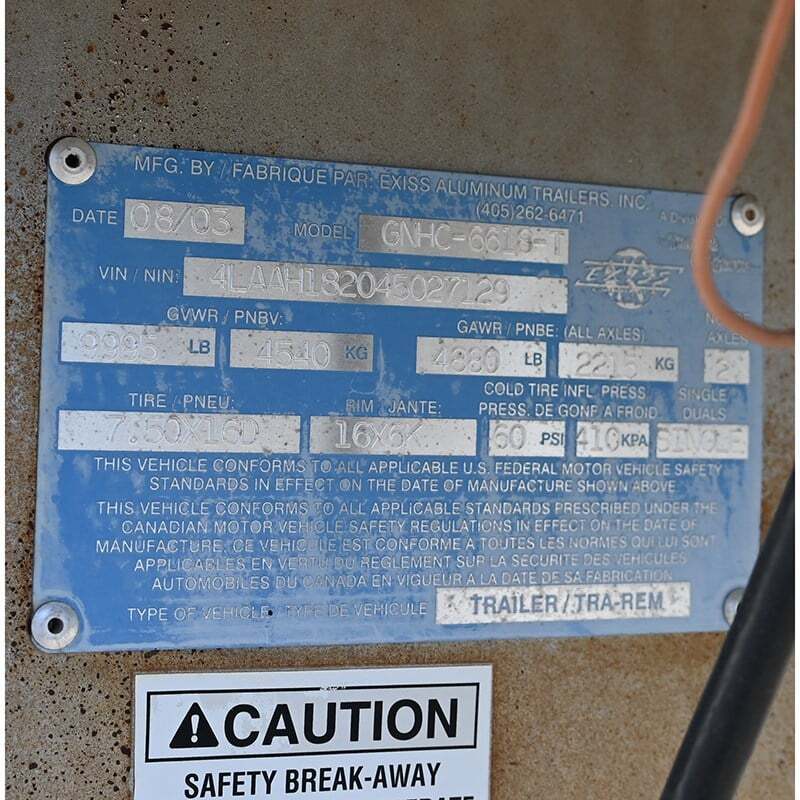 MFG. BY / FABRIQUE PAR: EXISS ALUMINUM TRAILERS, INC.
(405)262-6471
A Division of
DATE 08/03 MODEL GNHC-6618-T
VIN / NIN: 4LAAH182045027129
EXISS
GVWR / PNBV: GAWR / PNBE: (ALL AXLES)
9995 LB 4540 KG 4880 LB 2215 KG 2
COLD TIRE INFL PRESS. SINGLE
TIRE / PNEU: RIM JANTE: PRESS. DE GONF A FROID. DUALS
7.50X16D 16X6K 60 PSI 410 KPA SINGLE
THIS VEHICLE CONFORMS TO ALL APPLICABLE U.S. FEDERAL MOTOR VEHICLE SAFETY
STANDARDS IN EFFECT ON THE DATE OF MANUFACTURE SHOWN ABOVE
THIS VEHICLE CONFORMS TO ALL APPLICABLE STANDARDS PRESCRIBED UNDER THE
CANADIAN MOTOR VEHICLE SAFETY REGULATIONS IN EFFECT ON THE DATE OF
MANUFACTURE. CE VEHICULE EST CONFORME A TOUTES LES NORMES QUI LUI SONT
APPLICABLES EN VERTU DU REGLEMENT SUR LA SECURITE DES VEHICULES
AUTOMOBILES DU CANADA EN VIGUEUR A LA DATE DE SA FABRICATION
TYPE OF VEHICLE / TYPE DE VEHICULE TRAILER/TRA-REM
CAUTION
SAFETY BREAK-AWAY